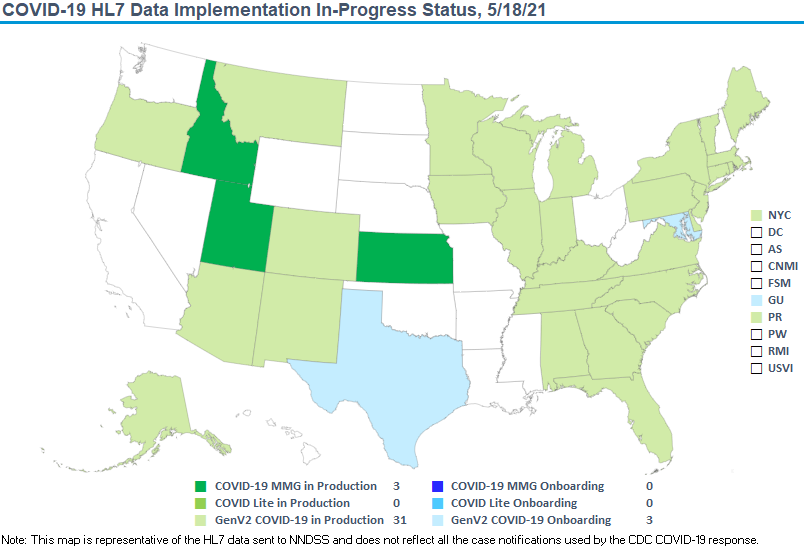 COVID-19 HL7 Data Implementation In-Progress Status, 5/18/21
NYC
DC
AS
CNMI
FSM
GU
PR
PW
RMI
USVI
COVID-19 MMG in Production 3
COVID-19 MMG Onboarding 0
COVID Lite in Production 0
COVID Lite Onboarding 0
GenV2 COVID-19 in Production 31
GenV2 COVID-19 Onboarding 3
Note: This map is representative of the HL7 data sent to NNDSS and does not reflect all the case notifications used by the CDC COVID-19 response.